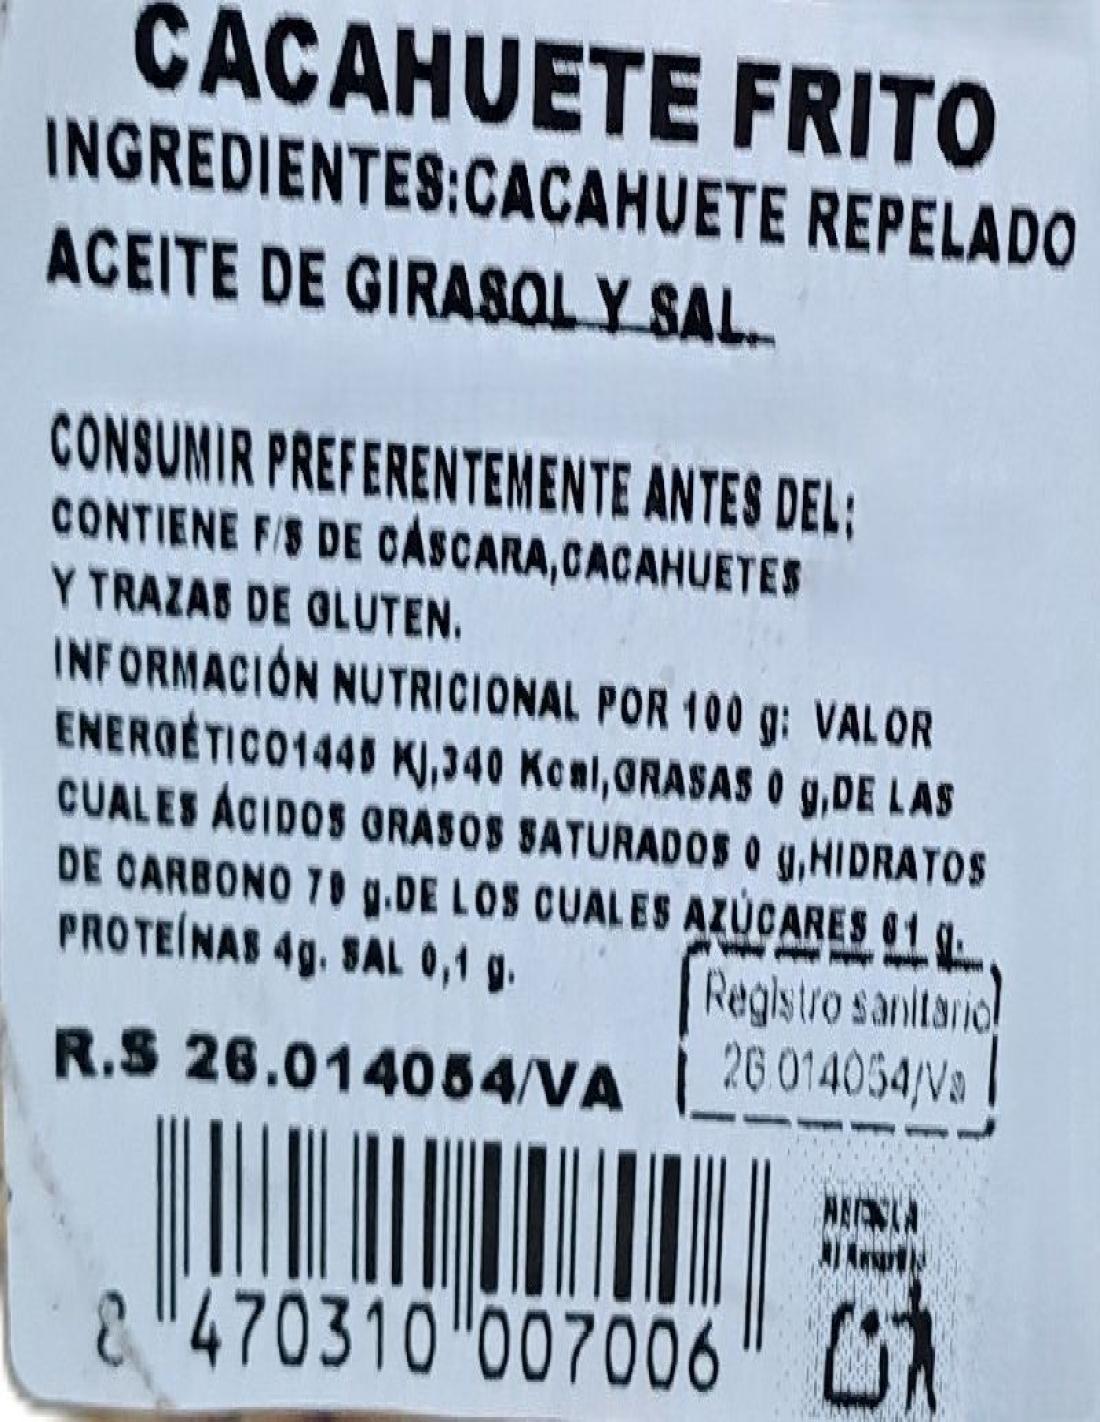 CACAHUETE FRITO
INGREDIENTES:CACAHUETE REPELADO
ACEITE DE GIRASOL Y SAL.
CONSUMIR PREFERENTEMENTE ANTES DEL:
CONTIENE F/S DE CÁSCARA,CACAHUETES
Y TRAZAS DE GLUTEN.
INFORMACIÓN NUTRICIONAL POR 100 g: VALOR
ENERGÉTICO KJ,340 Kcal,GRASAS 0 g,DE LAS
CUALES ÁCIDOS GRASOS SATURADOS 0 g,HIDRATOS
DE CARBONO g.DE LOS CUALES AZÚCARES g.
PROTEÍNAS 4g. SAL 0,1 g.
R.S 26.014054/VA
Registro sanitario
26.014054/Va
8 470310 007006